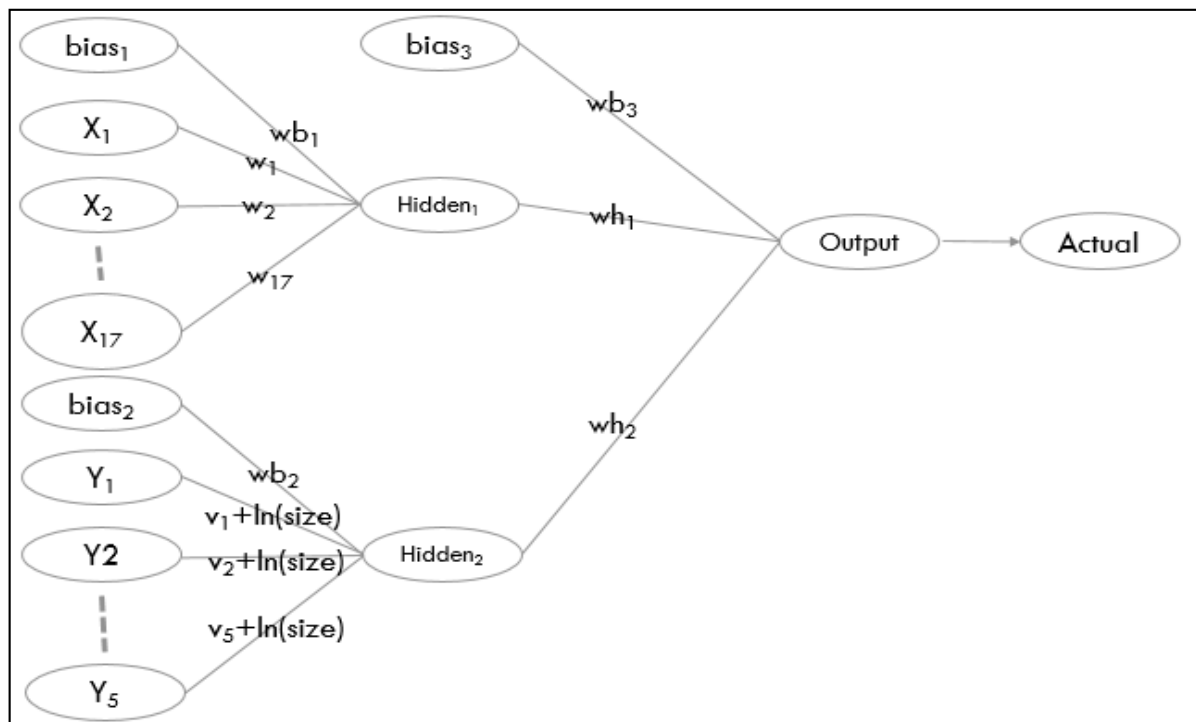 bias₁
bias₃
wb₃
X₁
wb₁
w₁
X₂
w₂
Hidden₁
wh₁
Output
Actual
w₁₇
X₁₇
bias₂
wh₂
wb₂
Y₁
v₁+ln(size)
Y2
v₂+ln(size)
Hidden₂
v₅+ln(size)
Y₅